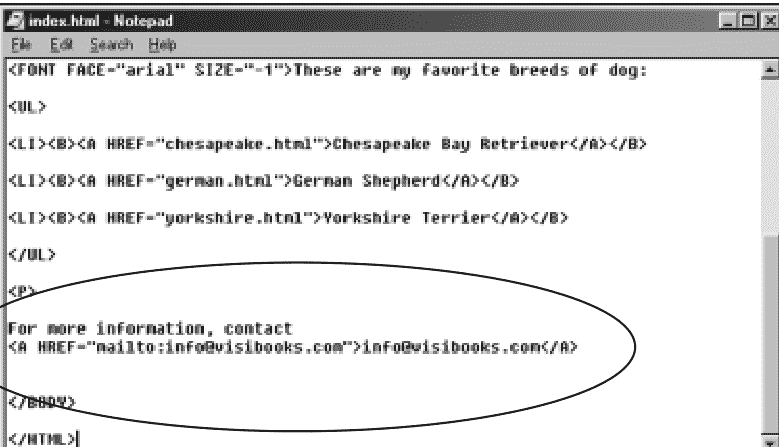 index.html - Notepad
File Edit Search Help
<FONT FACE="arial" SIZE="-1">These are my favorite breeds of dog:
<UL>
<LI><B><A HREF="chesapeake.html">Chesapeake Bay Retriever</A></B>
<LI><B><A HREF="german.html">German Shepherd</A></B>
<LI><B><A HREF="yorkshire.html">Yorkshire Terrier</A></B>
</UL>
<P>
For more information, contact
<A HREF="mailto:info@visibooks.com">info@visibooks.com</A>
</BODY>
</HTML>